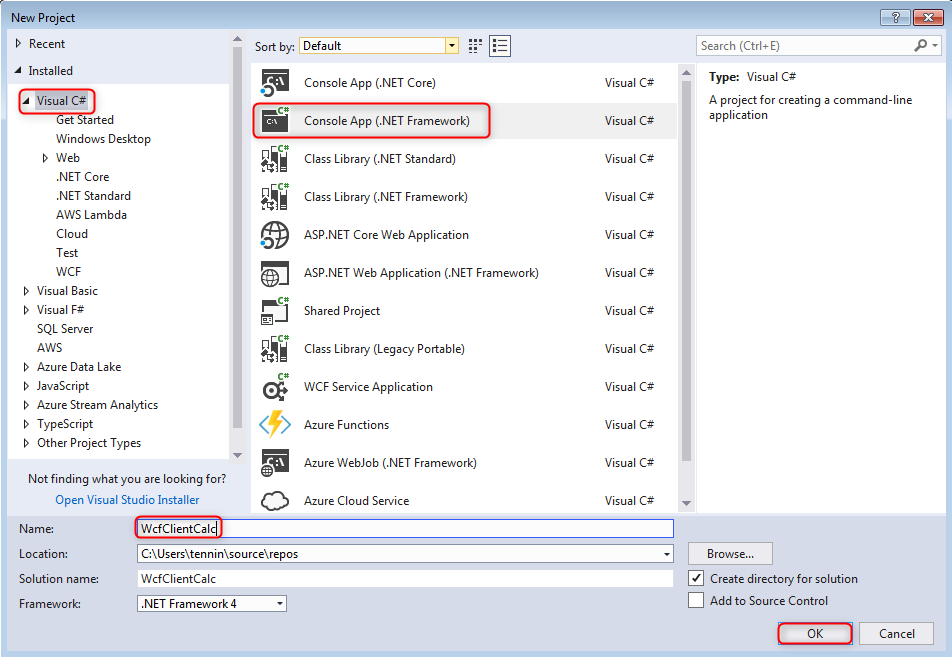 New Project
Recent
Installed
Visual C#
Get Started
Windows Desktop
Web
.NET Core
.NET Standard
AWS Lambda
Cloud
Test
WCF
Visual Basic
Visual F#
SQL Server
AWS
Azure Data Lake
JavaScript
Azure Stream Analytics
TypeScript
Other Project Types
Not finding what you are looking for?
Open Visual Studio Installer
Sort by: Default
Console App (.NET Core) Visual C#
Console App (.NET Framework) Visual C#
Class Library (.NET Standard) Visual C#
Class Library (.NET Framework) Visual C#
ASP.NET Core Web Application Visual C#
ASP.NET Web Application (.NET Framework) Visual C#
Shared Project Visual C#
Class Library (Legacy Portable) Visual C#
WCF Service Application Visual C#
Azure Functions Visual C#
Azure WebJob (.NET Framework) Visual C#
Azure Cloud Service Visual C#
Search (Ctrl+E)
Type: Visual C#
A project for creating a command-line
application
Name: WcfClientCalc
Location: C:\Users\tennin\source\repos
Browse...
Solution name: WcfClientCalc
Create directory for solution
Framework: .NET Framework 4
Add to Source Control
OK Cancel